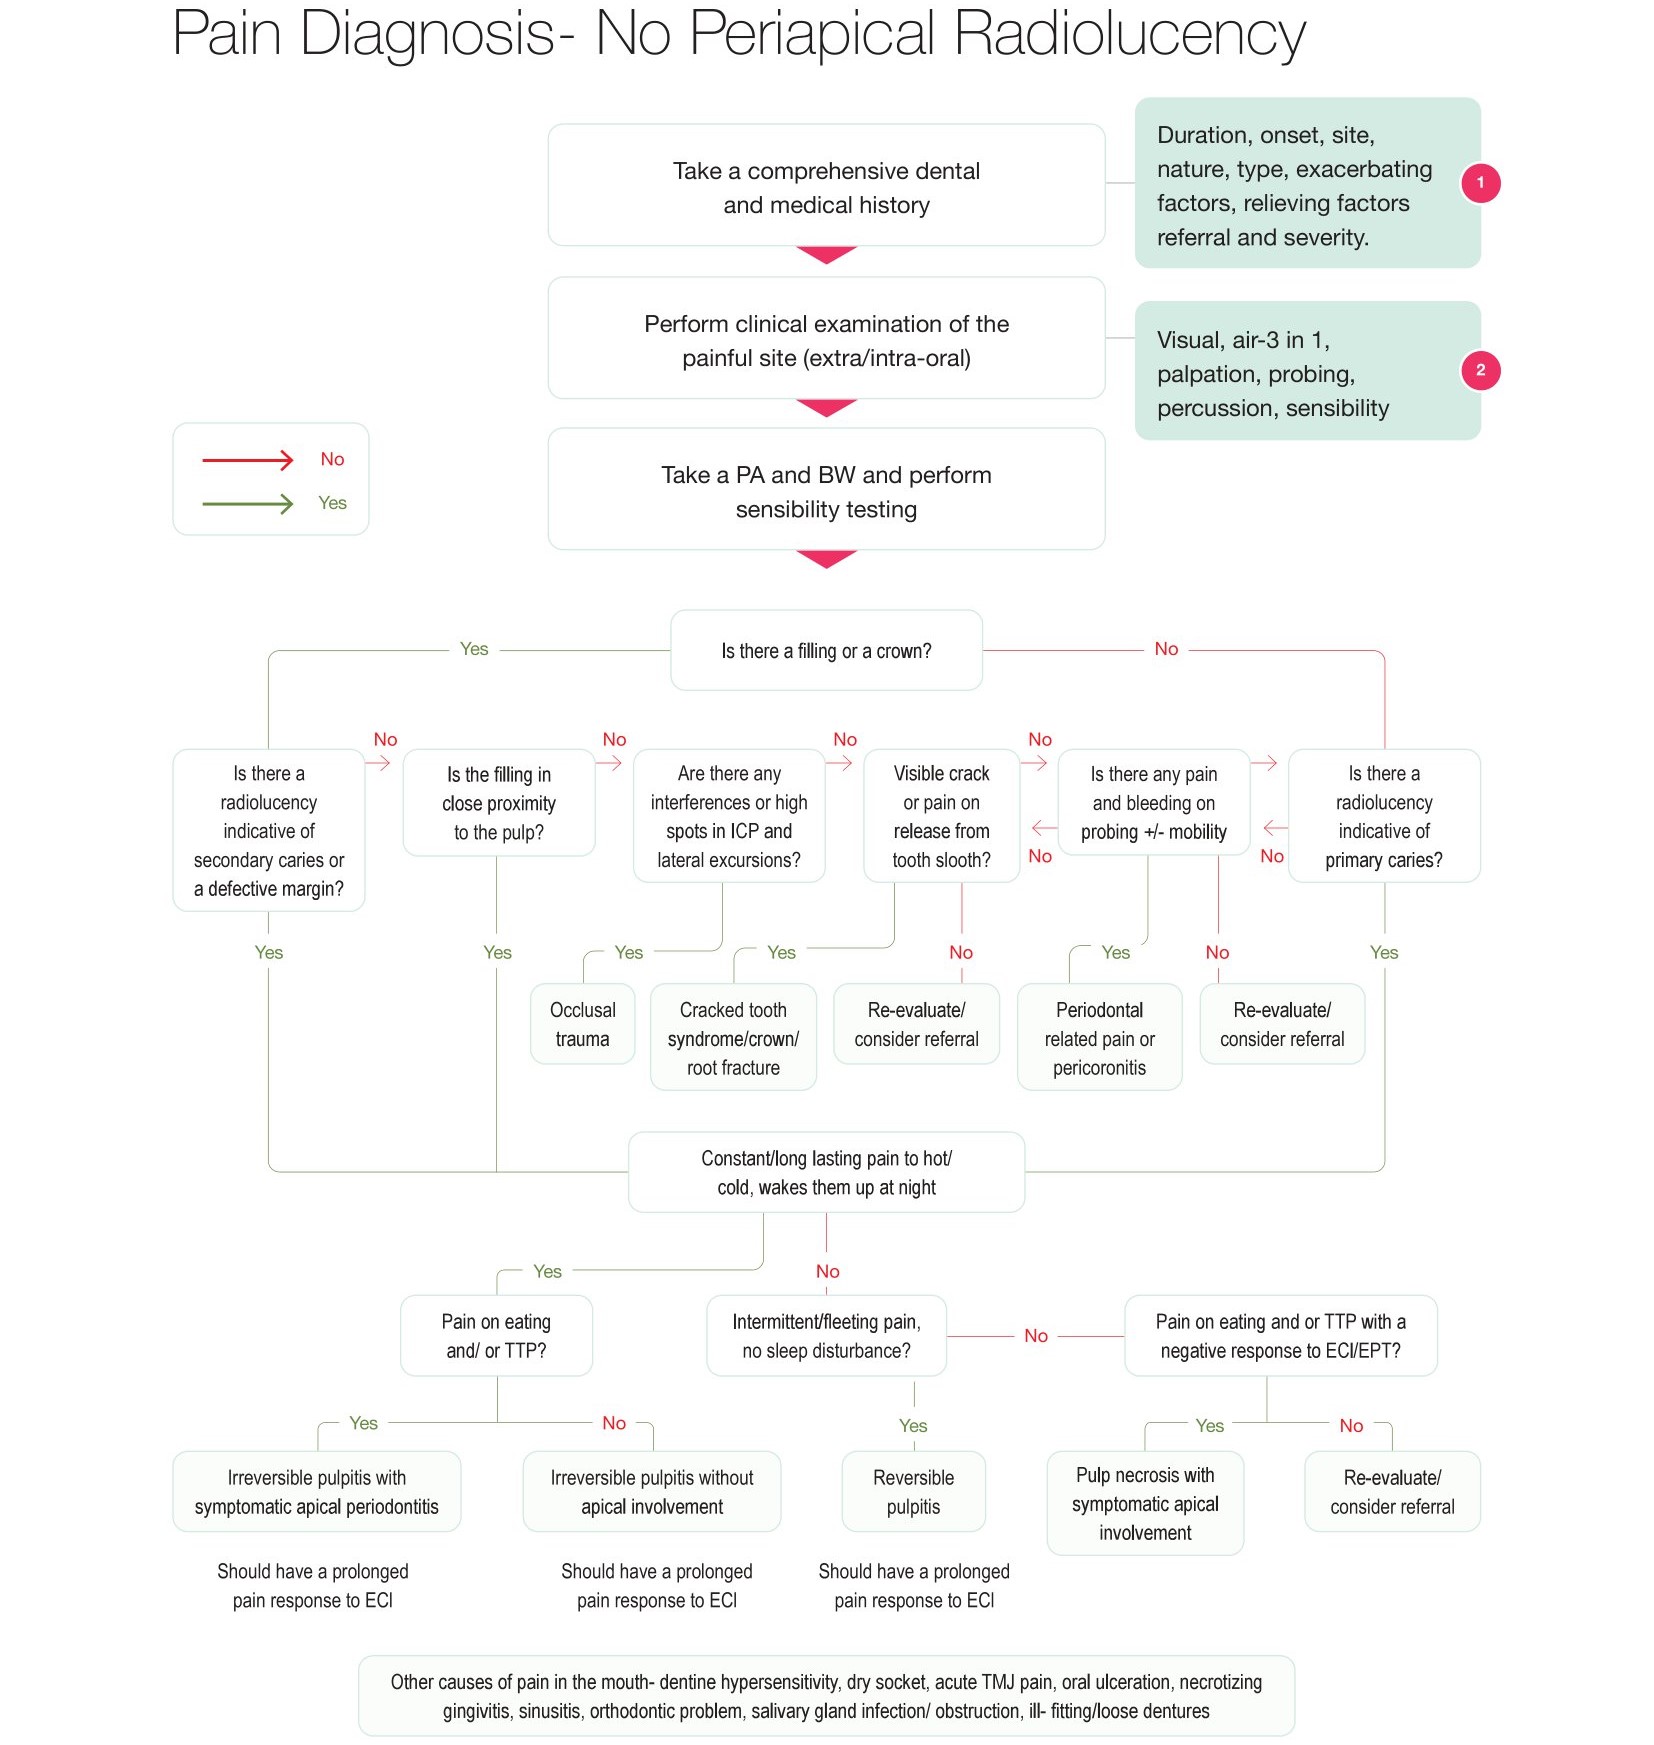 Pain Diagnosis- No Periapical Radiolucency
Take a comprehensive dental
and medical history
Duration, onset, site,
nature, type, exacerbating
factors, relieving factors
referral and severity.
1
Perform clinical examination of the
painful site (extra/intra-oral)
Visual, air-3 in 1,
palpation, probing,
percussion, sensibility
2
No
Yes
Take a PA and BW and perform
sensibility testing
Is there a filling or a crown?
Yes
No
Is there a
radiolucency
indicative of
secondary caries or
a defective margin?
No
Is the filling in
close proximity
to the pulp?
No
Are there any
interferences or high
spots in ICP and
lateral excursions?
No
Visible crack
or pain on
release from
tooth slooth?
No
No
Is there any pain
and bleeding on
probing +/- mobility
No
Is there a
radiolucency
indicative of
primary caries?
Yes
Yes
Yes
Yes
No
Yes
No
Yes
Occlusal
trauma
Cracked tooth
syndrome/crown/
root fracture
Re-evaluate/
consider referral
Periodontal
related pain or
pericoronitis
Re-evaluate/
consider referral
Constant/long lasting pain to hot/
cold, wakes them up at night
Yes
No
Pain on eating
and/ or TTP?
Intermittent/fleeting pain,
no sleep disturbance?
No
Pain on eating and or TTP with a
negative response to ECI/EPT?
Yes
No
Yes
Yes
No
Irreversible pulpitis with
symptomatic apical periodontitis
Irreversible pulpitis without
apical involvement
Reversible
pulpitis
Pulp necrosis with
symptomatic apical
involvement
Re-evaluate/
consider referral
Should have a prolonged
pain response to ECI
Should have a prolonged
pain response to ECI
Should have a prolonged
pain response to ECI
Other causes of pain in the mouth- dentine hypersensitivity, dry socket, acute TMJ pain, oral ulceration, necrotizing
gingivitis, sinusitis, orthodontic problem, salivary gland infection/ obstruction, ill- fitting/loose dentures